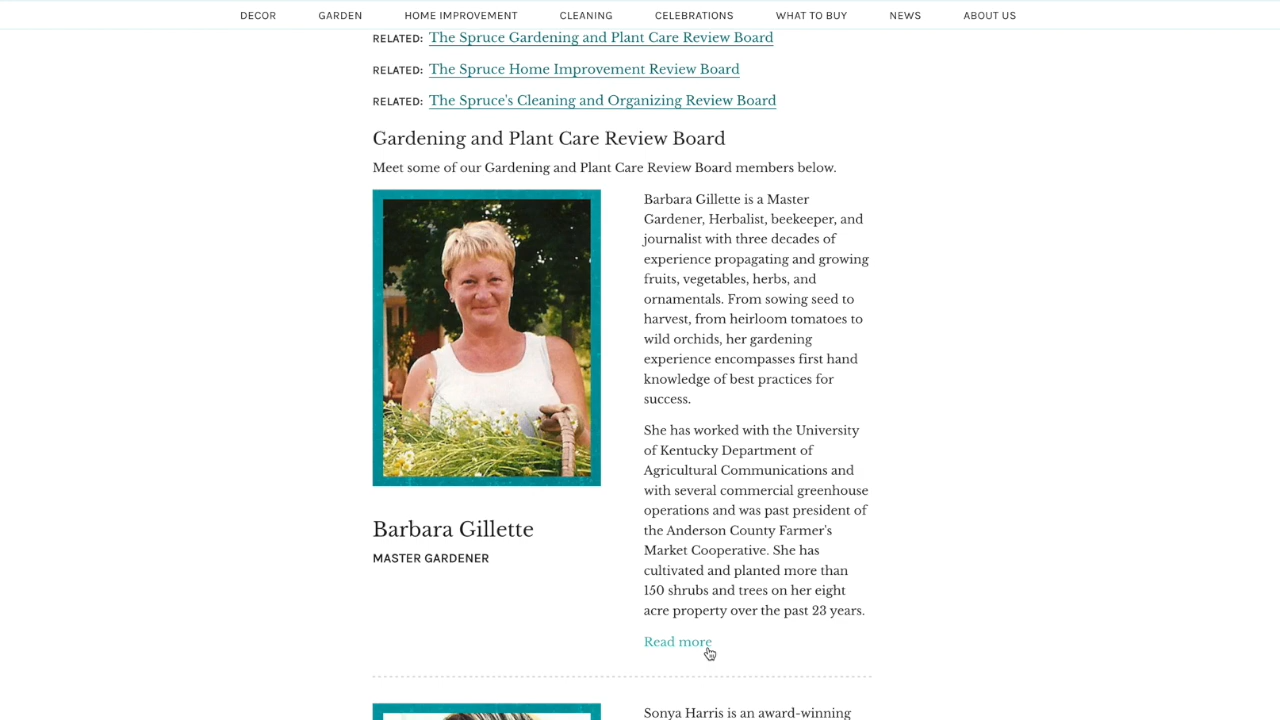 DECOR GARDEN HOME IMPROVEMENT CLEANING CELEBRATIONS WHAT TO BUY NEWS ABOUT US
RELATED: The Spruce Gardening and Plant Care Review Board
RELATED: The Spruce Home Improvement Review Board
RELATED: The Spruce's Cleaning and Organizing Review Board
Gardening and Plant Care Review Board
Meet some of our Gardening and Plant Care Review Board members below.
Barbara Gillette
MASTER GARDENER
Barbara Gillette is a Master
Gardener, Herbalist, beekeeper, and
journalist with three decades of
experience propagating and growing
fruits, vegetables, herbs, and
ornamentals. From sowing seed to
harvest, from heirloom tomatoes to
wild orchids, her gardening
experience encompasses first hand
knowledge of best practices for
success.
She has worked with the University
of Kentucky Department of
Agricultural Communications and
with several commercial greenhouse
operations and was past president of
the Anderson County Farmer's
Market Cooperative. She has
cultivated and planted more than
150 shrubs and trees on her eight
acre property over the past 23 years.
Read more
Sonya Harris is an award-winning